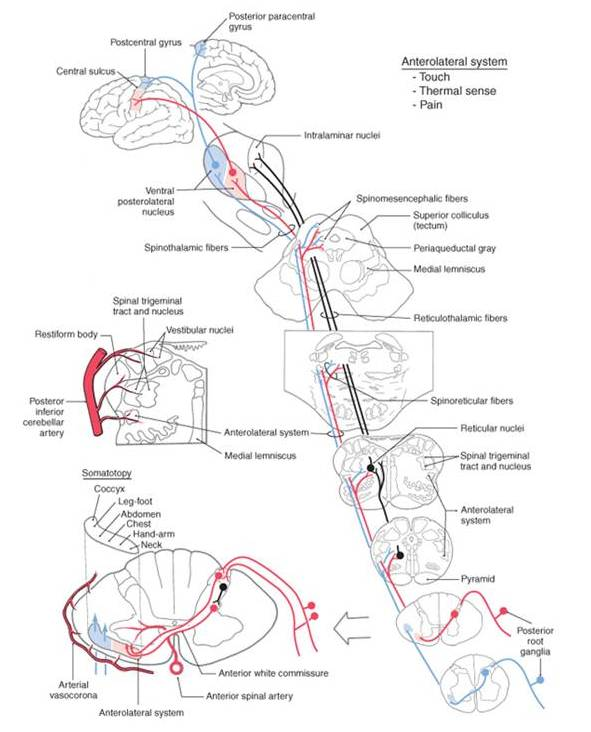 Posterior paracentral
gyrus
Postcentral gyrus
Central sulcus
Anterolateral system
- Touch
- Thermal sense
- Pain
Intralaminar nuclei
Ventral
posterolateral
nucleus
Spinomesencephalic fibers
Superior colliculus
(tectum)
Spinothalamic fibers
Periaqueductal gray
Medial lemniscus
Spinal trigeminal
tract and nucleus
Reticulothalamic fibers
Restiform body
Vestibular nuclei
Posteror
inferior
cerebellar
artery
Spinoreticular fibers
Anterolateral system
Reticular nuclei
Medial lemniscus
Spinal trigeminal
tract and nucleus
Somatotopy
Coccyx
Leg-foot
Abdomen
Chest
Hand-arm
Neck
Anterolateral
system
Pyramid
Posterior
root
ganglia
Anterior white commissure
Arterial
vasocorona
Anterior spinal artery
Anterolateral system